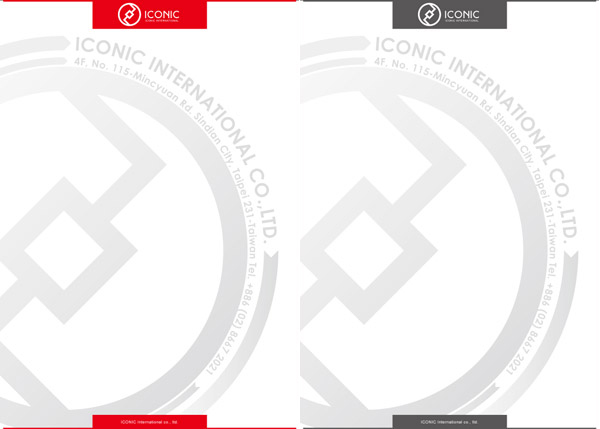 ICONIC
ICONIC INTERNATIONAL
ICONIC INTERNATIONAL CO.,LTD.
4F, No. 115-Mincyuan Rd. Sindian City, Taipei 231-Taiwan Tel. +886 (02) 8667 2021
ICONIC International co., ltd.
ICONIC
ICONIC INTERNATIONAL
ICONIC INTERNATIONAL CO.,LTD.
4F, No. 115-Mincyuan Rd. Sindian City, Taipei 231-Taiwan Tel. +886 (02) 8667 2021
ICONIC International co., ltd.